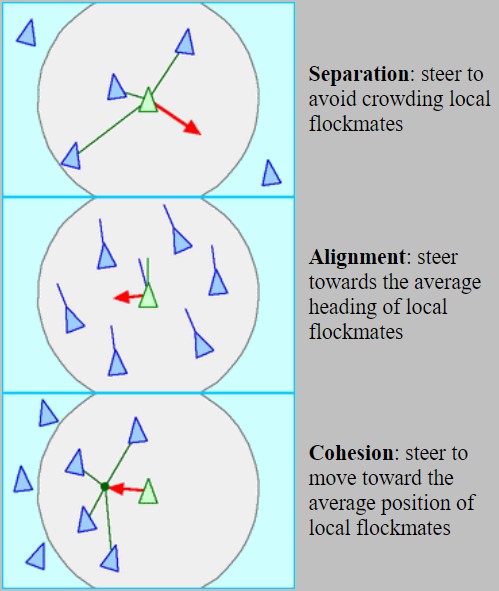 Separation: steer to
avoid crowding local
flockmates
Alignment: steer
towards the average
heading of local
flockmates
Cohesion: steer to
move toward the
average position of
local flockmates